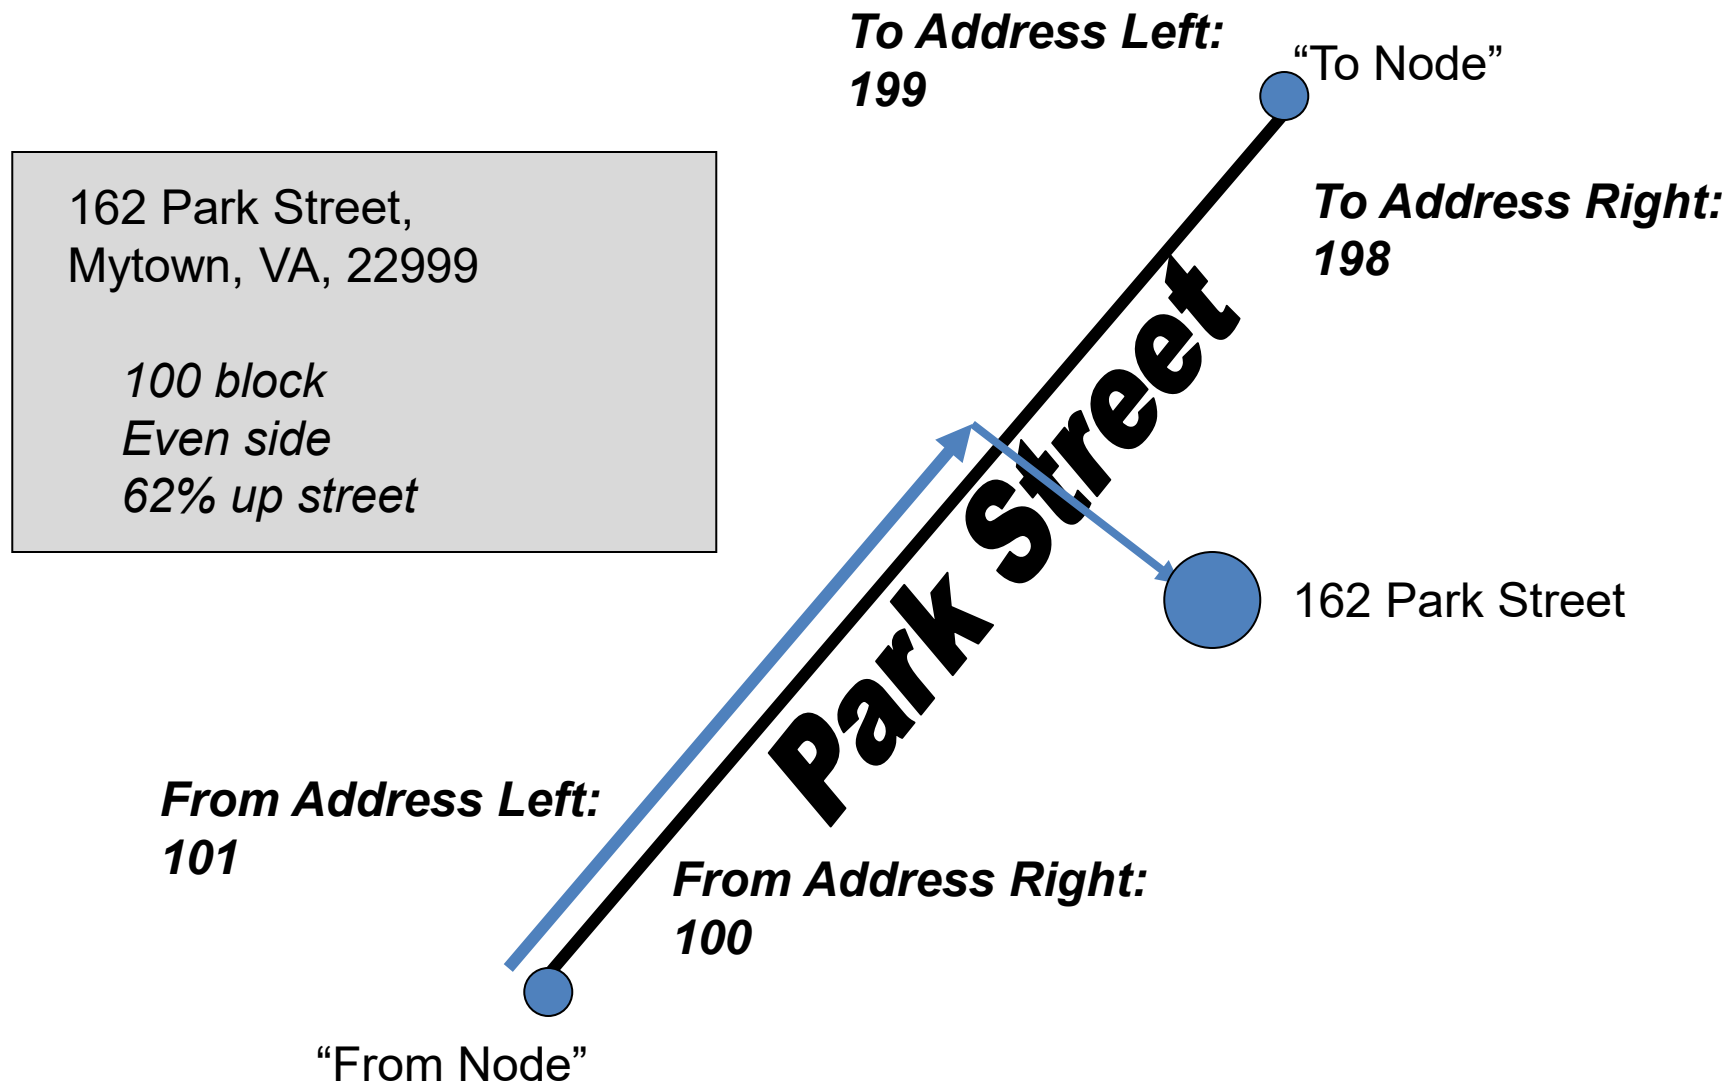 To Address Left:
199
“To Node”
162 Park Street,
Mytown, VA, 22999
100 block
Even side
62% up street
To Address Right:
198
Park Street
162 Park Street
From Address Left:
101
From Address Right:
100
“From Node”